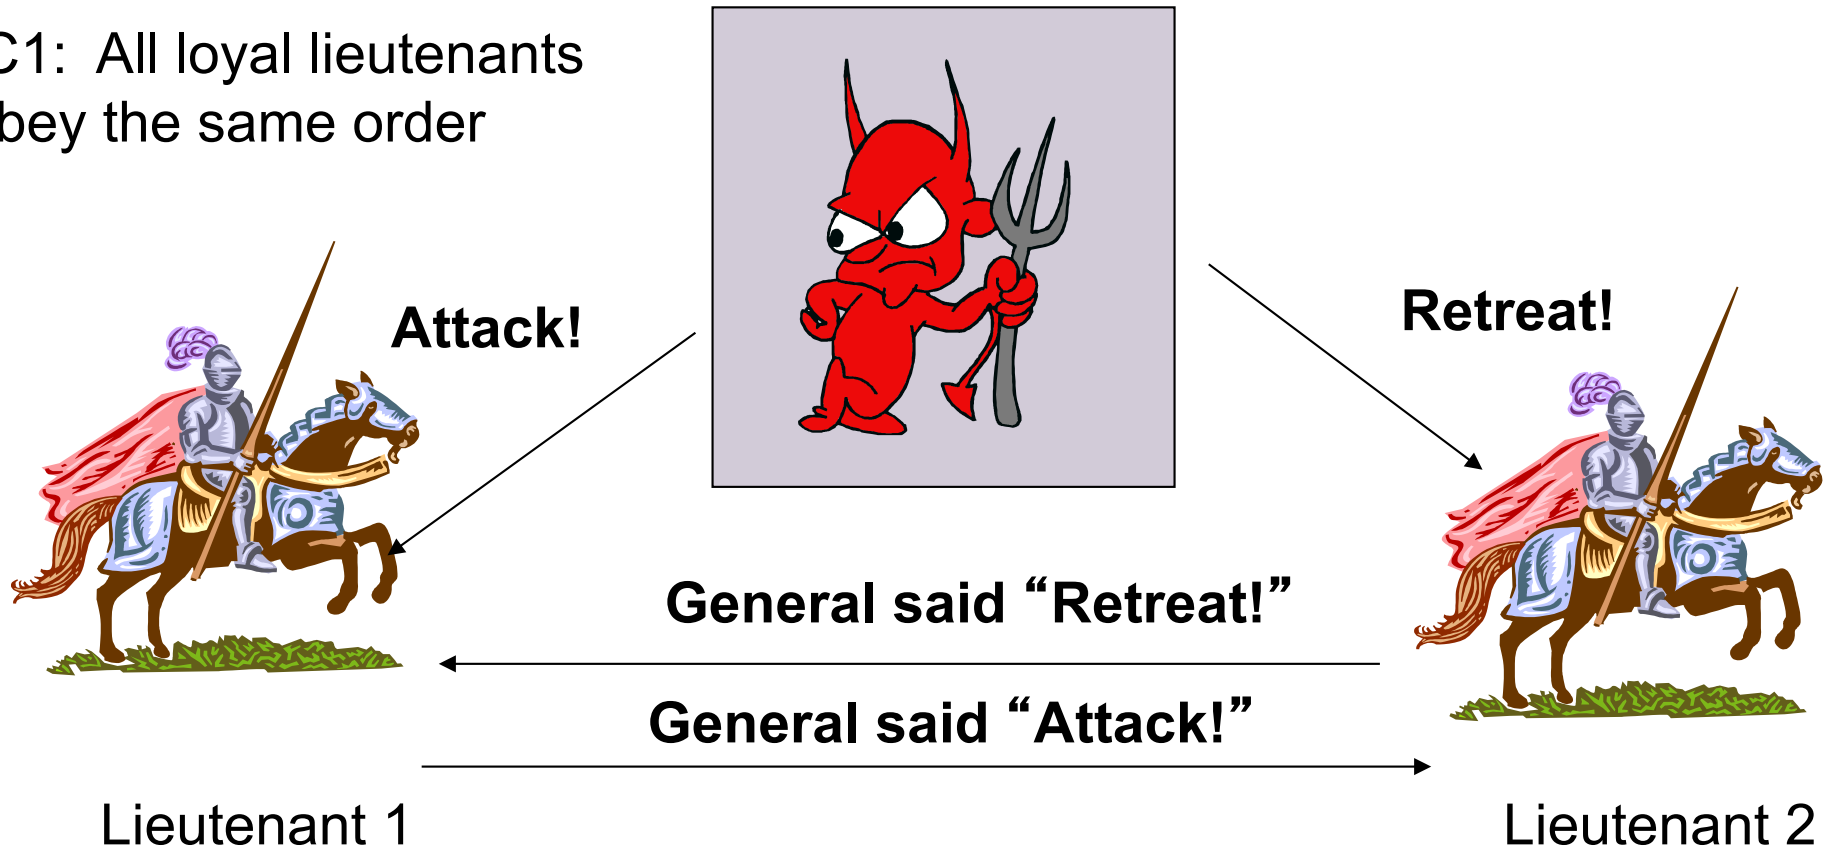 C1: All loyal lieutenants
bey the same order
Attack!
Retreat!
General said “Retreat!”
General said “Attack!”
Lieutenant 1
Lieutenant 2